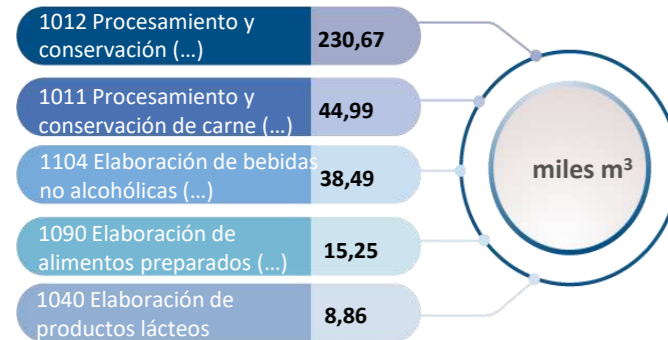 1012 Procesamiento y
conservación (…)
230,67
1011 Procesamiento y
conservación de carne (…)
44,99
1104 Elaboración de bebidas
no alcohólicas (…)
38,49
1090 Elaboración de
alimentos preparados (…)
15,25
1040 Elaboración de
productos lácteos
8,86
miles m³